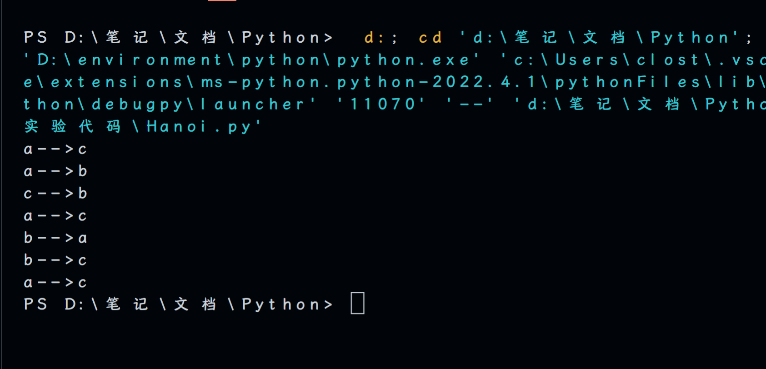 PS D:\笔记\文档\Python>  d:; cd 'd:\笔记\文档\Python';
'D:\environment\python\python.exe' 'c:\Users\clost\.vsc
e\extensions\ms-python.python-2022.4.1\pythonFiles\lib\
thon\debugpy\launcher' '11070' '--' 'd:\笔记\文档\Pytho
实验代码\Hanoi.py'
a-->c
a-->b
c-->b
a-->c
b-->a
b-->c
a-->c
PS D:\笔记\文档\Python>